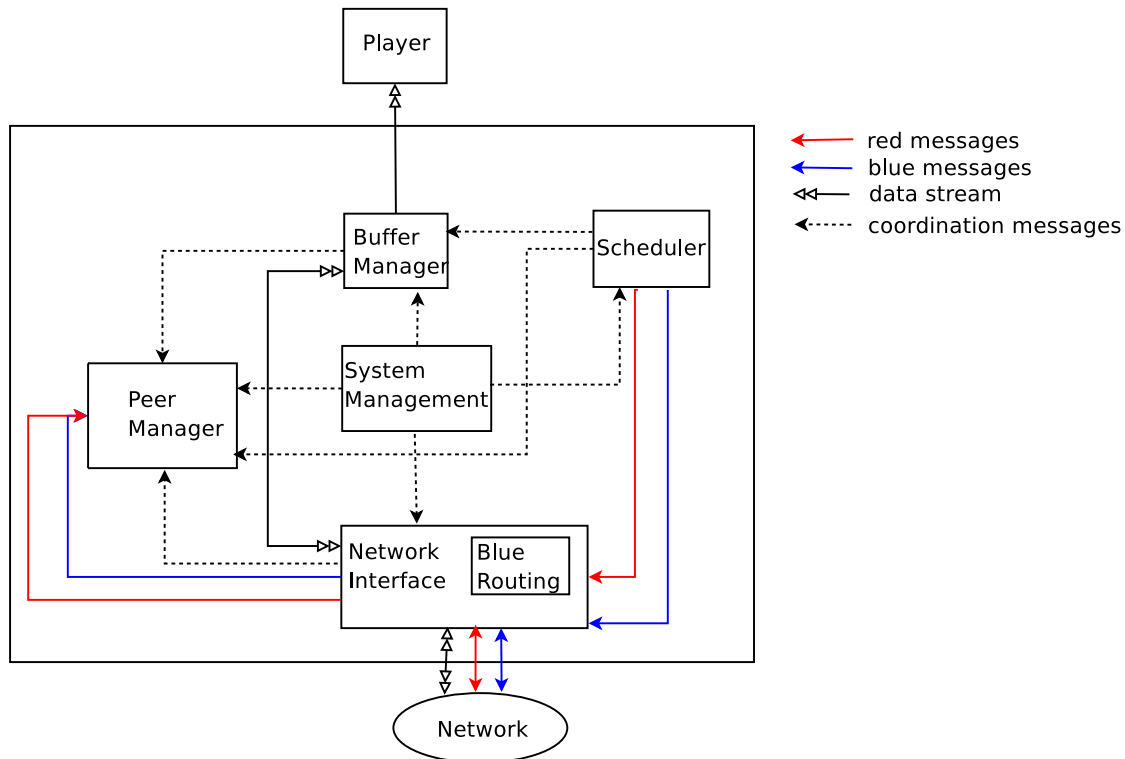 Player
red messages
blue messages
data stream
coordination messages
Buffer
Manager
Scheduler
System
Management
Peer
Manager
Network
Interface
Blue
Routing
Network